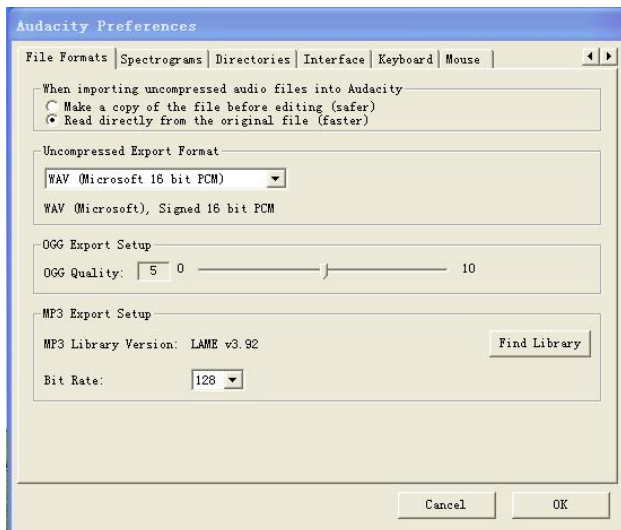 Audacity Preferences
File Formats Spectrograms Directories Interface Keyboard Mouse
When importing uncompressed audio files into Audacity
Make a copy of the file before editing (safer)
Read directly from the original file (faster)
Uncompressed Export Format
WAV (Microsoft 16 bit PCM)
WAV (Microsoft), Signed 16 bit PCM
OGG Export Setup
OGG Quality: 5 0 10
MP3 Export Setup
MP3 Library Version: LAME v3.92 Find Library
Bit Rate: 128
Cancel OK